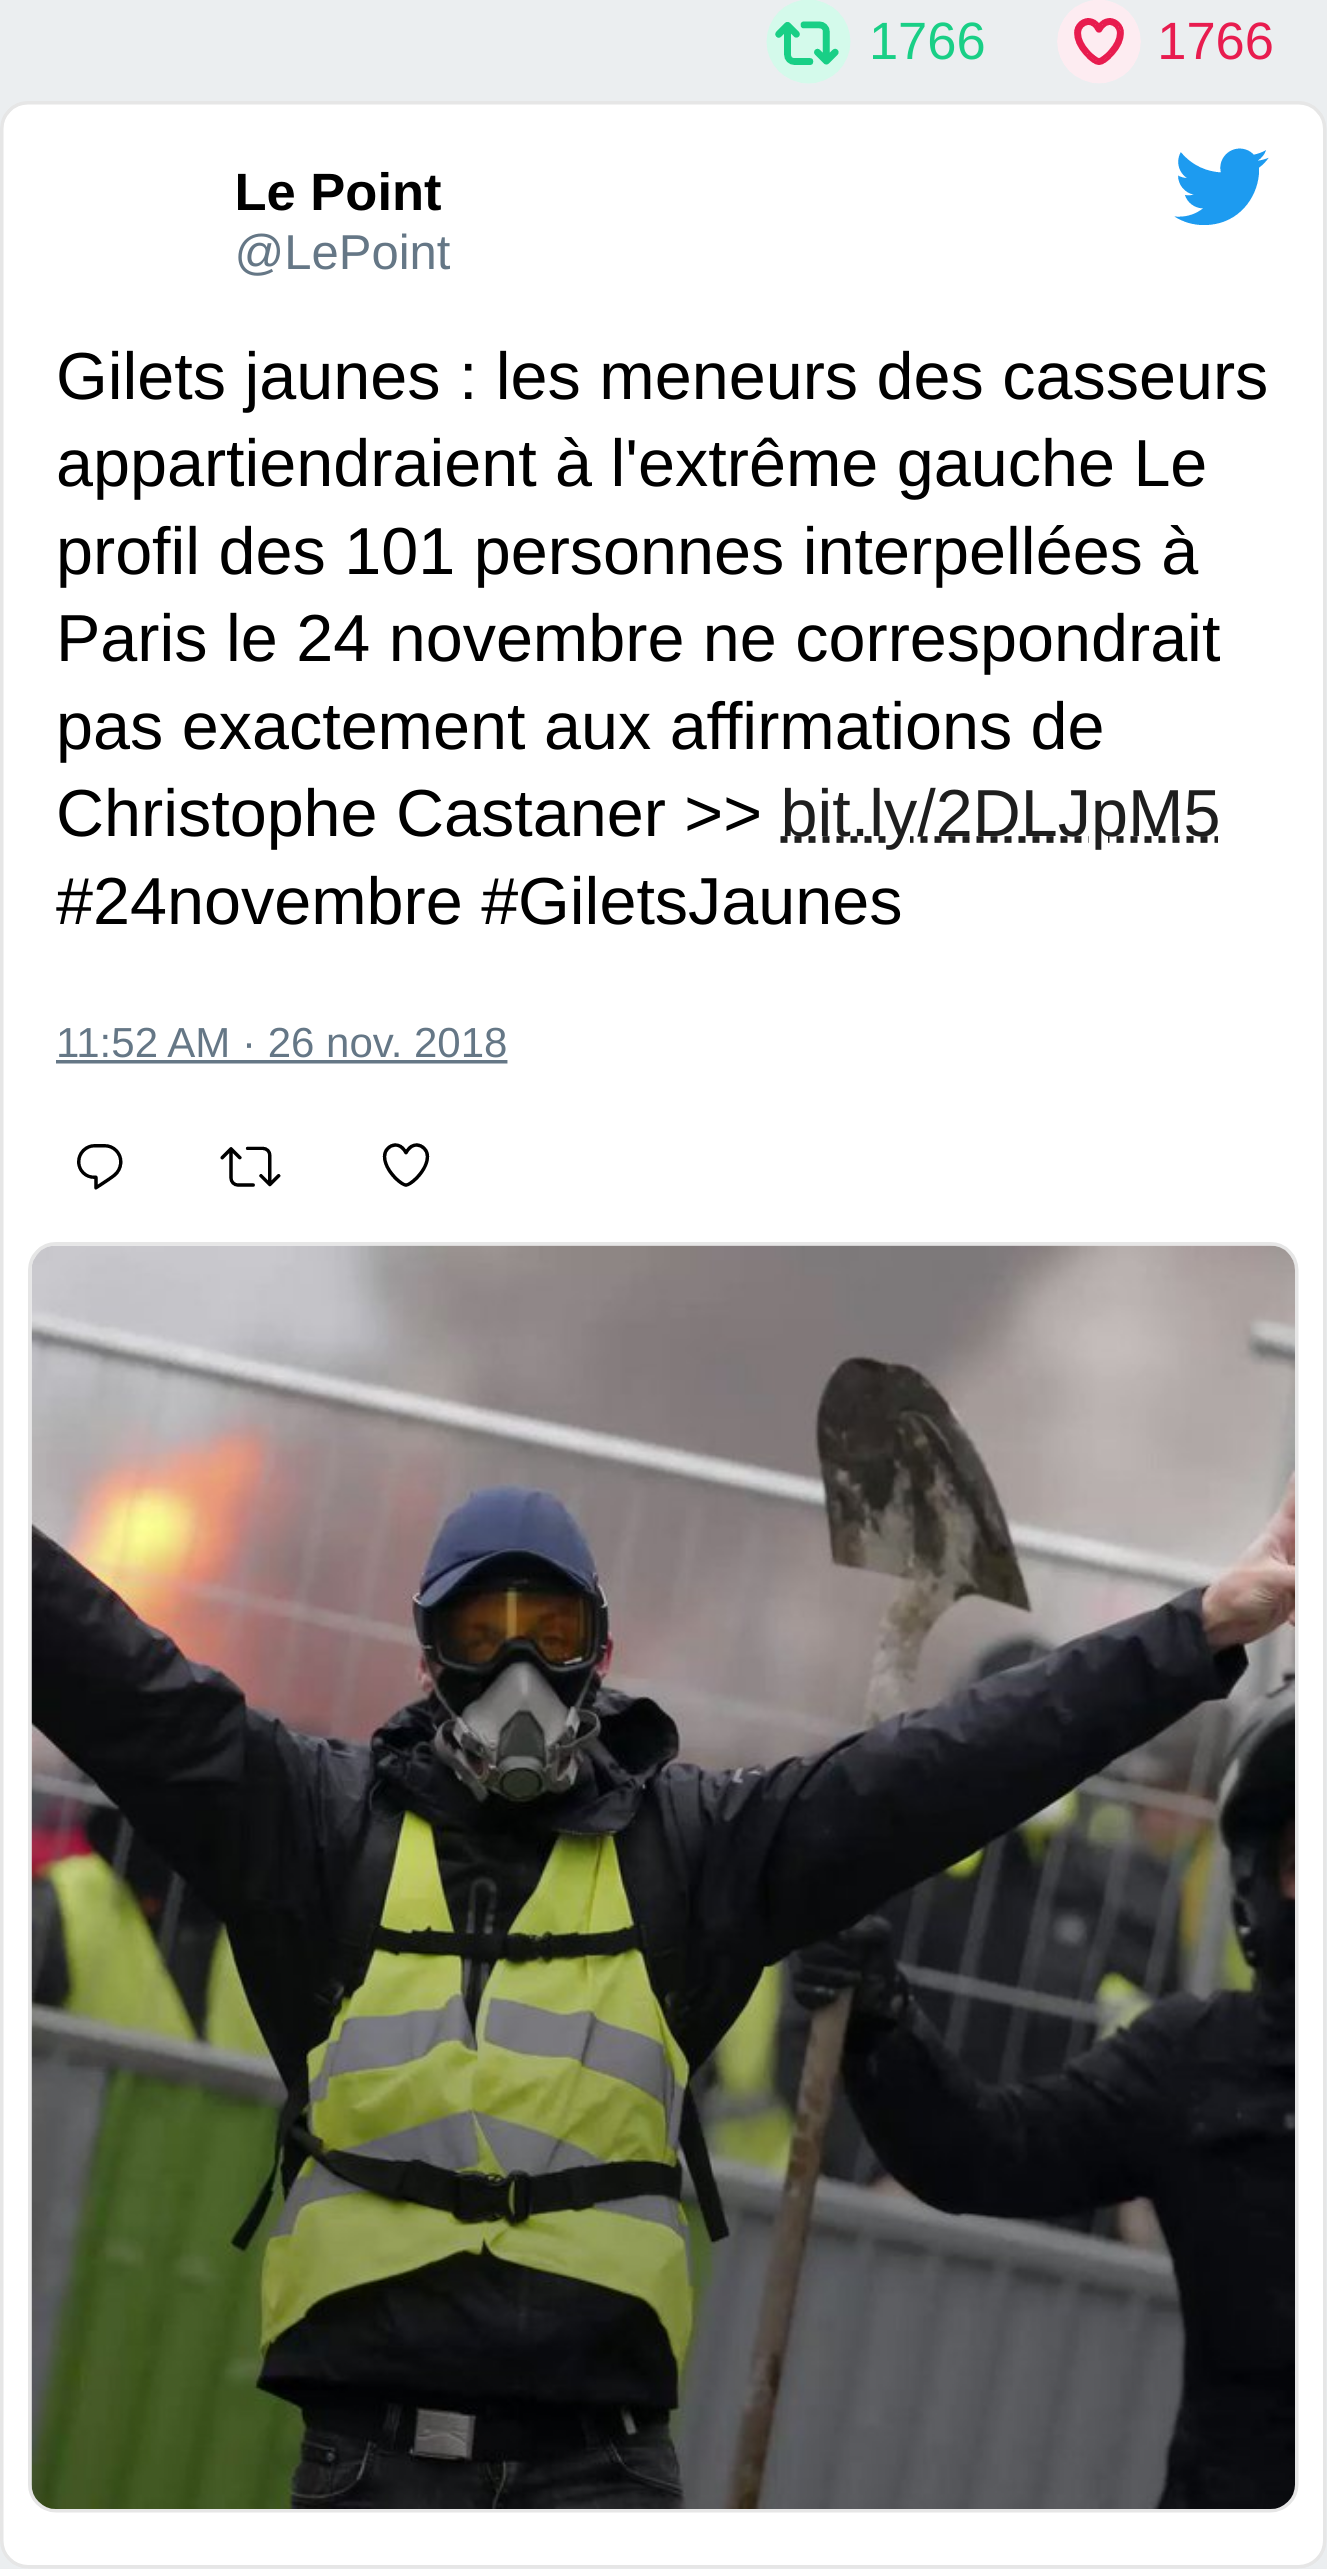 1766 1766
Le Point
@LePoint
Gilets jaunes : les meneurs des casseurs
appartiendraient à l'extrême gauche Le
profil des 101 personnes interpellées à
Paris le 24 novembre ne correspondrait
pas exactement aux affirmations de
Christophe Castaner >> bit.ly/2DLJpM5
#24novembre #GiletsJaunes
11:52 AM · 26 nov. 2018